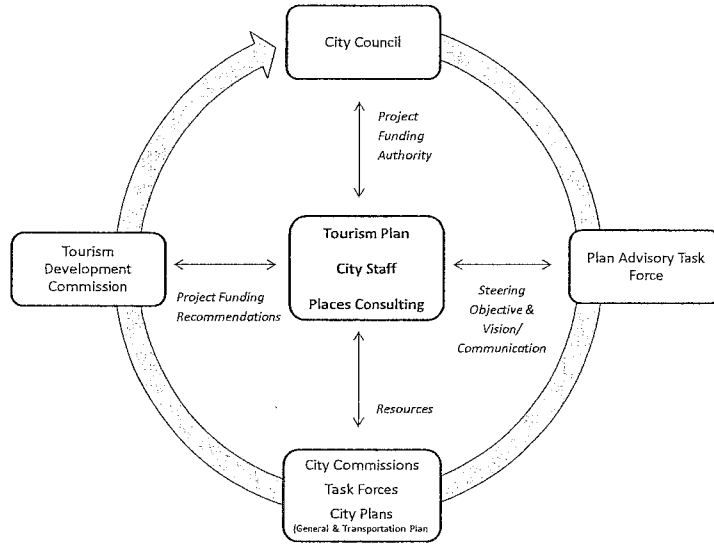 City Council
Project
Funding
Authority
Tourism
Development
Commission
Project Funding
Recommendations
Tourism Plan
City Staff
Places Consulting
Steering
Objective &
Vision/
Communication
Plan Advisory Task
Force
Resources
City Commissions
Task Forces
City Plans
(General & Transportation Plan